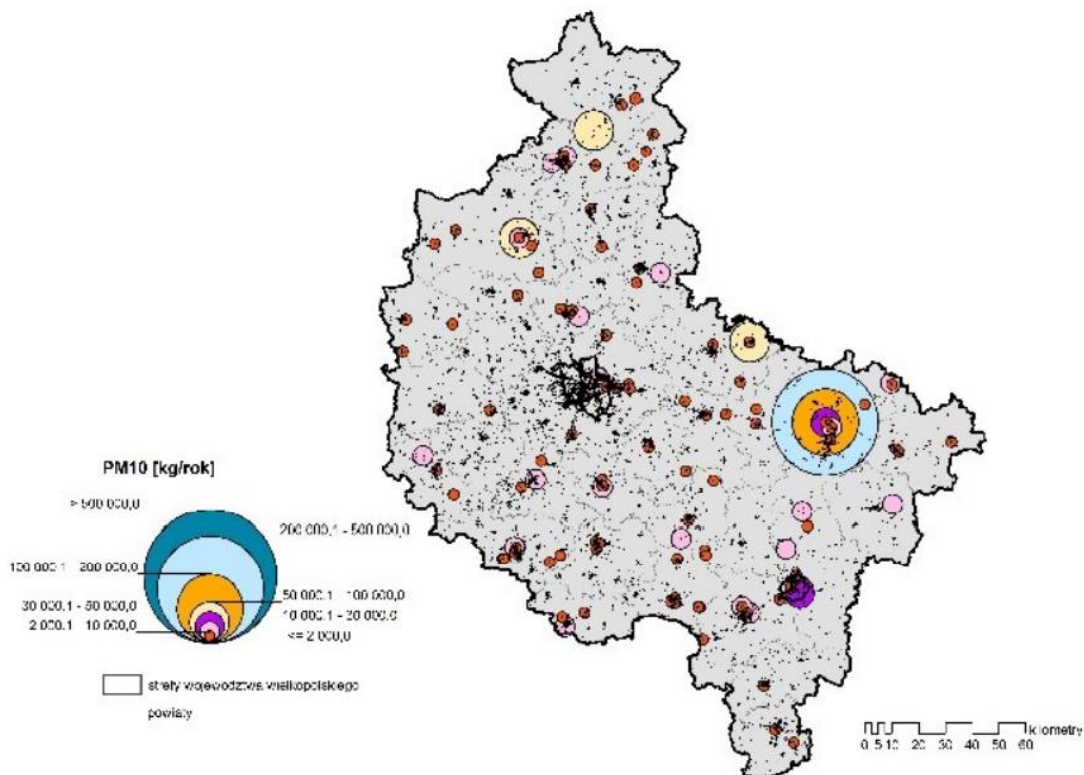 PM10 [kg/rok]
> 500 000,0
200 000,1 - 500 000,0
100 000,1 - 200 000,0
50 000,1 - 100 000,0
30 000,1 - 50 000,0
10 000,1 - 30 000,0
2 000,1 - 10 000,0
<= 2 000,0
strefy województwa wielkopolskiego
powiaty
kilometry
0 5 10 20 30 40 50 60